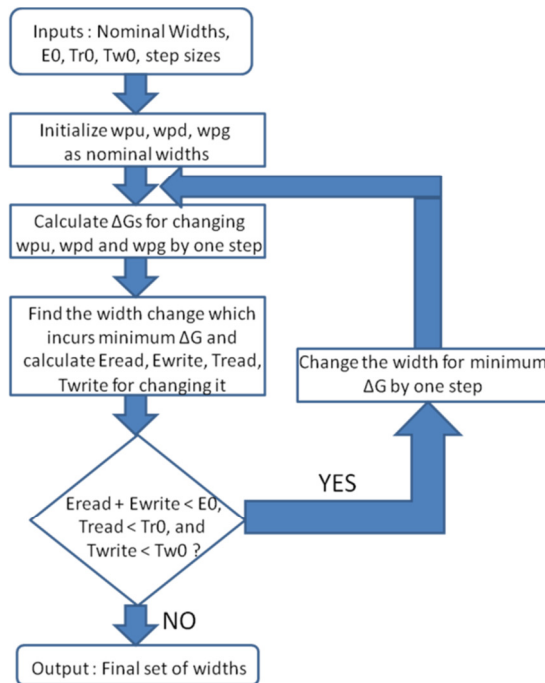 Inputs : Nominal Widths,
E0, Tr0, Tw0, step sizes
Initialize wpu, wpd, wpg
as nominal widths
Calculate ΔGs for changing
wpu, wpd and wpg by one step
Find the width change which
incurs minimum ΔG and
calculate Eread, Ewrite, Tread,
Twrite for changing it
Change the width for minimum
ΔG by one step
Eread + Ewrite < E0,
Tread < Tr0, and
Twrite < Tw0 ?
YES
NO
Output : Final set of widths